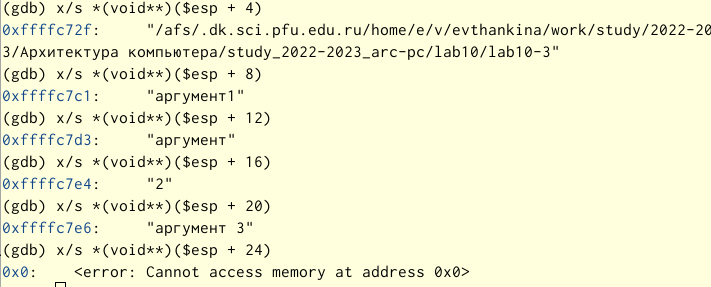 (gdb) x/s *(void**)($esp + 4)
0xffffc72f: "/afs/.dk.sci.pfu.edu.ru/home/e/v/evthankina/work/study/2022-20
3/Архитектура компьютера/study_2022-2023_arc-pc/lab10/lab10-3"
(gdb) x/s *(void**)($esp + 8)
0xffffc7c1: "аргумент1"
(gdb) x/s *(void**)($esp + 12)
0xffffc7d3: "аргумент"
(gdb) x/s *(void**)($esp + 16)
0xffffc7e4: "2"
(gdb) x/s *(void**)($esp + 20)
0xffffc7e6: "аргумент 3"
(gdb) x/s *(void**)($esp + 24)
0x0: <error: Cannot access memory at address 0x0>